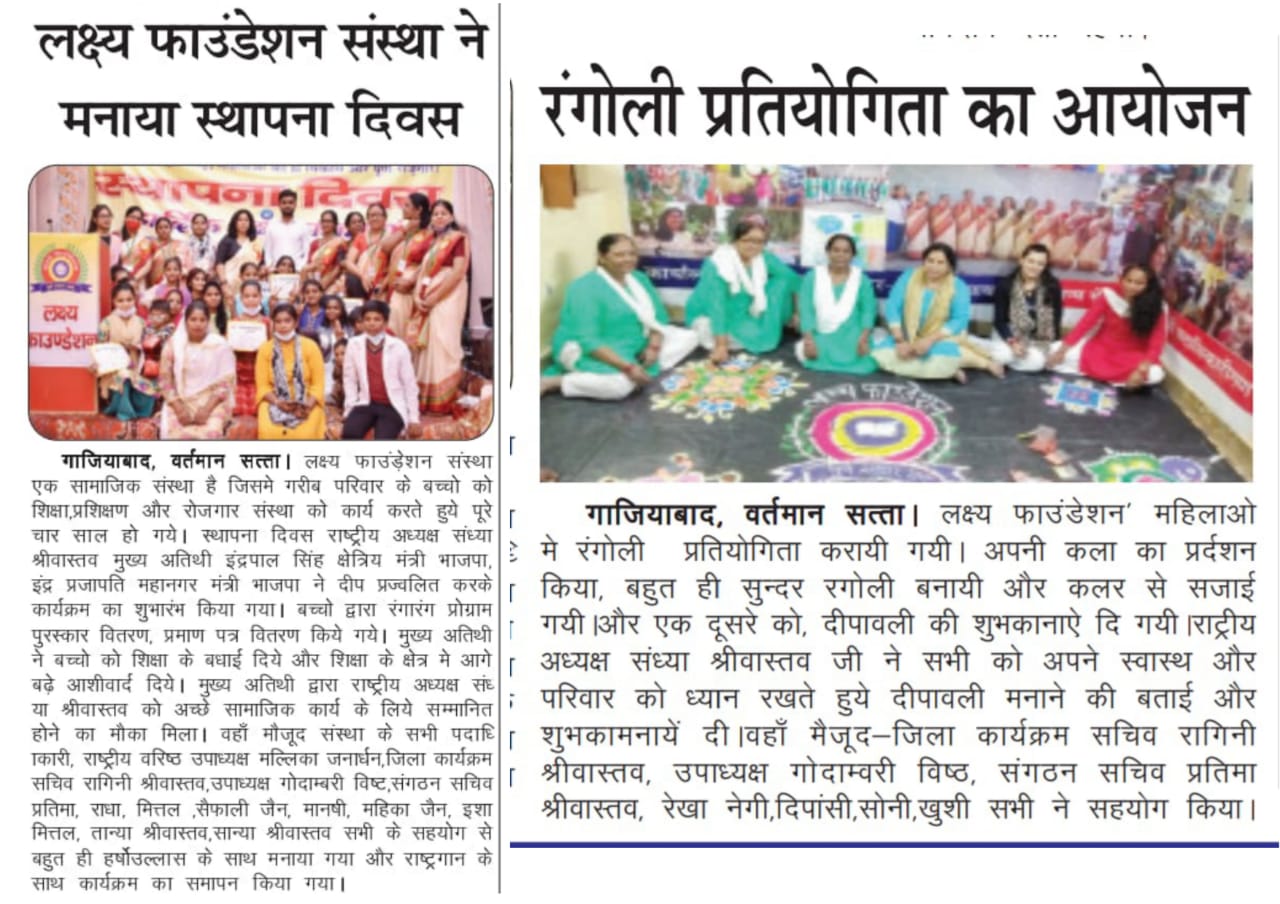 लक्ष्य फाउंडेशन संस्था ने
मनाया स्थापना दिवस
स्थापना दिवस
लक्ष्य
फाउण्डेशन
गाजियाबाद, वर्तमान सत्ता। लक्ष्य फाउंड़ेशन संस्था
एक सामाजिक संस्था है जिसमे गरीब परिवार के बच्चो को
शिक्षा,प्रशिक्षण और रोजगार संस्था को कार्य करते हुये पूरे
चार साल हो गये। स्थापना दिवस राष्ट्रीय अध्यक्ष संध्या
श्रीवास्तव मुख्य अतिथी इंद्रपाल सिंह क्षेत्रिय मंत्री भाजपा,
इंद्र प्रजापति महानगर मंत्री भाजपा ने दीप प्रज्वलित करके
कार्यक्रम का शुभारंभ किया गया। बच्चो द्वारा रंगारंग प्रोग्राम
पुरस्कार वितरण, प्रमाण पत्र वितरण किये गये। मुख्य अतिथी
ने बच्चो को शिक्षा के बधाई दिये और शिक्षा के क्षेत्र मे आगे
बढ़े आशीवार्द दिये। मुख्य अतिथी द्वारा राष्ट्रीय अध्यक्ष संध
या श्रीवास्तव को अच्छे सामाजिक कार्य के लिये सम्मानित
होने का मौका मिला। वहाँ मौजूद संस्था के सभी पदाधि
ाकारी, राष्ट्रीय वरिष्ठ उपाध्यक्ष मल्लिका जनार्धन,जिला कार्यक्रम
सचिव रागिनी श्रीवास्तव,उपाध्यक्ष गोदाम्बरी विष्ट,संगठन सचिव
प्रतिमा, राधा, मित्तल ,सैफाली जैन, मानषी, महिका जैन, इशा
मित्तल, तान्या श्रीवास्तव,सान्या श्रीवास्तव सभी के सहयोग से
बहुत ही हर्षोउल्लास के साथ मनाया गया और राष्ट्रगान के
साथ कार्यक्रम का समापन किया गया।
रंगोली प्रतियोगिता का आयोजन
लक्ष्य फाउंडेशन
गाजियाबाद, वर्तमान सत्ता। लक्ष्य फाउंडेशन' महिलाओ
मे रंगोली प्रतियोगिता करायी गयी। अपनी कला का प्रर्दशन
किया, बहुत ही सुन्दर रगोली बनायी और कलर से सजाई
गयी।और एक दूसरे को, दीपावली की शुभकानाऐ दि गयी।राट्रीय
अध्यक्ष संध्या श्रीवास्तव जी ने सभी को अपने स्वास्थ और
परिवार को ध्यान रखते हुये दीपावली मनाने की बताई और
शुभकामनायें दी।वहाँ मैजूद–जिला कार्यक्रम सचिव रागिनी
श्रीवास्तव, उपाध्यक्ष गोदाम्वरी विष्ठ, संगठन सचिव प्रतिमा
श्रीवास्तव, रेखा नेगी,दिपांसी,सोनी,खुशी सभी ने सहयोग किया।